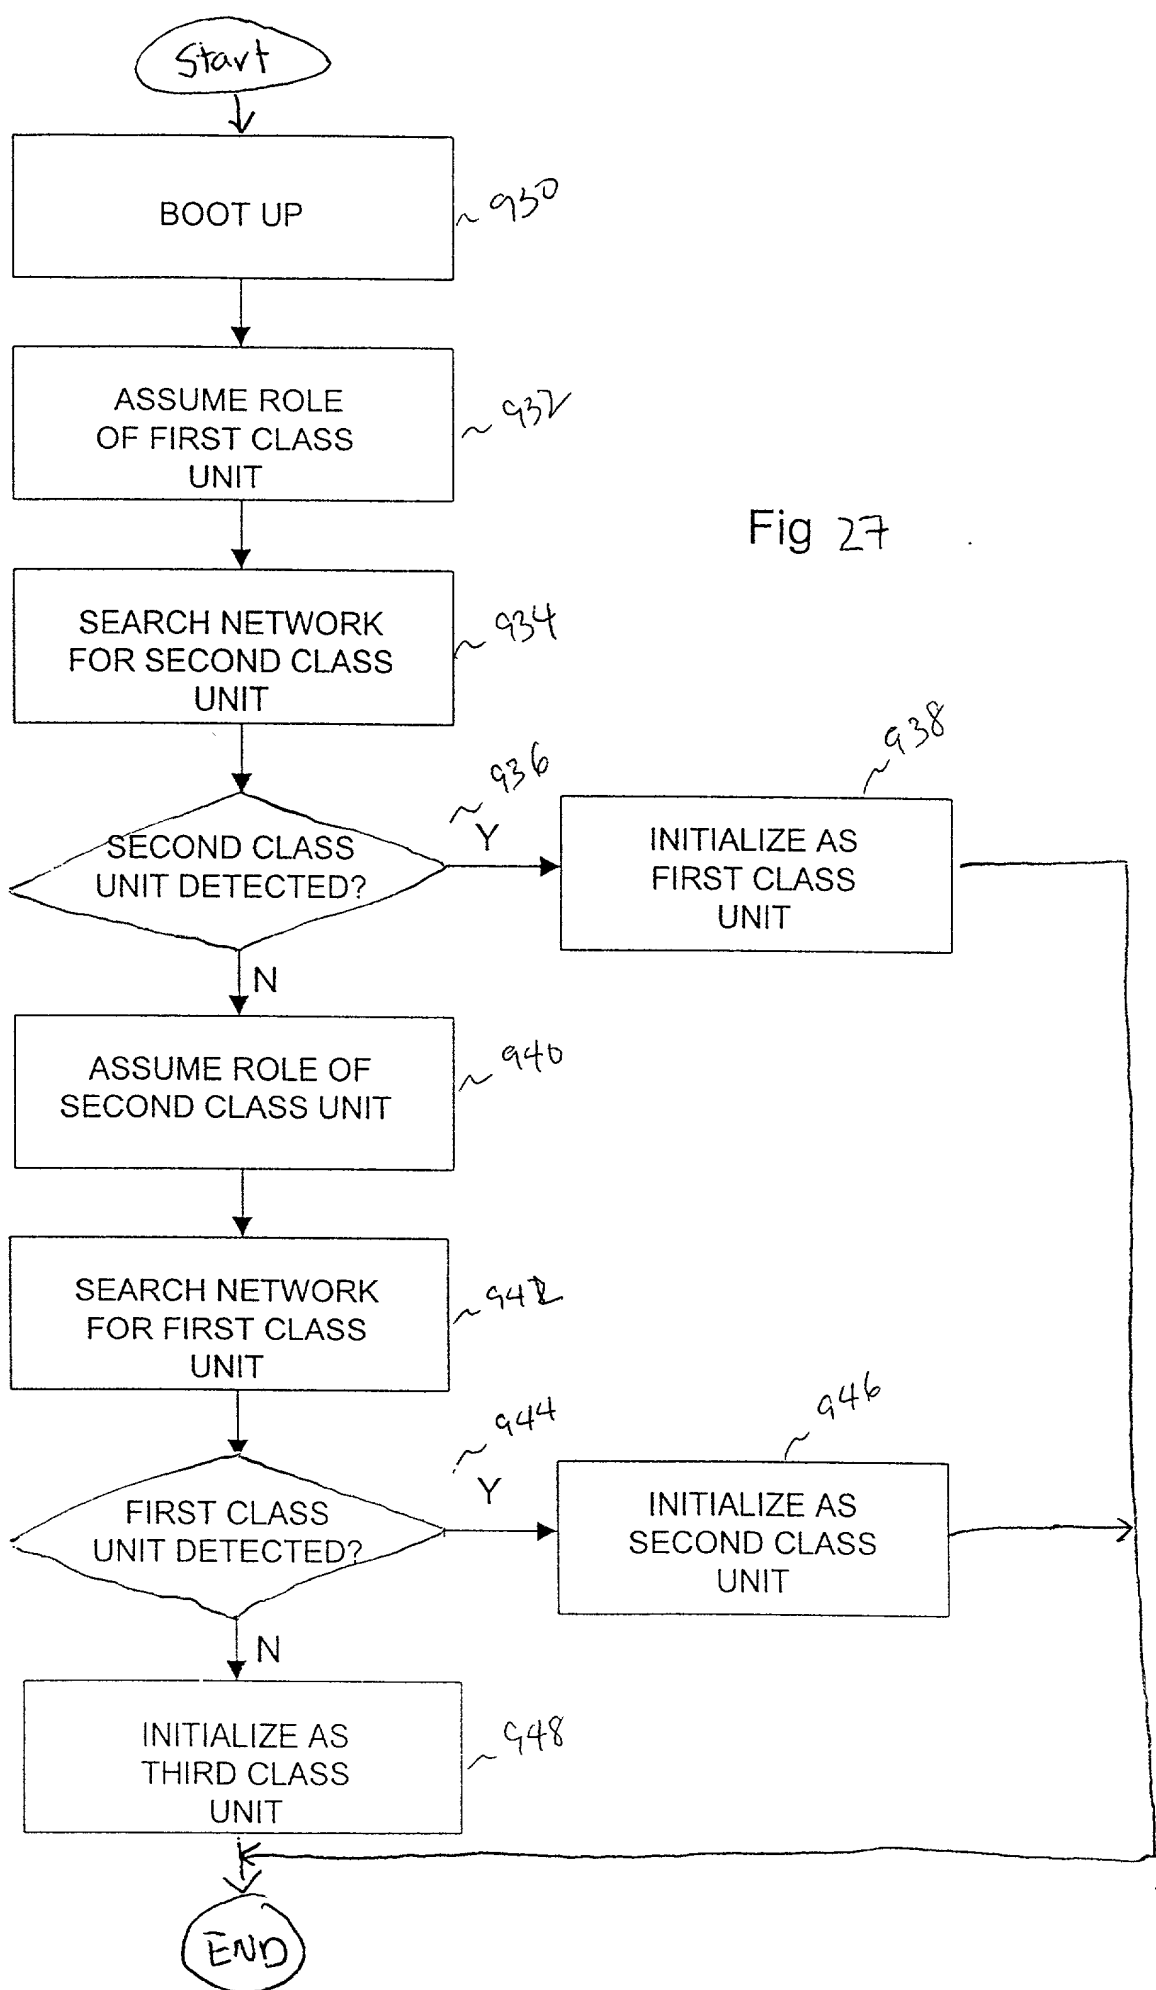 Start
BOOT UP
930
ASSUME ROLE
OF FIRST CLASS
UNIT
932
Fig 27
SEARCH NETWORK
FOR SECOND CLASS
UNIT
934
SECOND CLASS
UNIT DETECTED?
936
Y
INITIALIZE AS
FIRST CLASS
UNIT
938
N
ASSUME ROLE OF
SECOND CLASS UNIT
940
SEARCH NETWORK
FOR FIRST CLASS
UNIT
942
FIRST CLASS
UNIT DETECTED?
944
Y
INITIALIZE AS
SECOND CLASS
UNIT
946
N
INITIALIZE AS
THIRD CLASS
UNIT
948
END